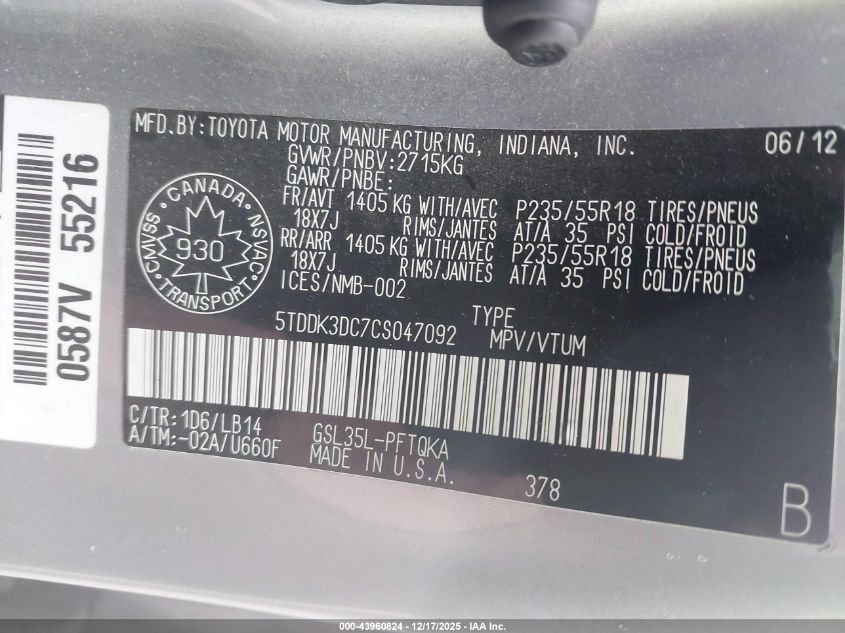 MFD.BY:TOYOTA MOTOR MANUFACTURING, INDIANA, INC. 06/12
GVWR/PNBV:2715KG
GAWR/PNBE:
FR/AVT 1405 KG WITH/AVEC P235/55R18 TIRES/PNEUS
18X7J RIMS/JANTES AT/A 35 PSI COLD/FROID
RR/ARR 1405 KG WITH/AVEC P235/55R18 TIRES/PNEUS
18X7J RIMS/JANTES AT/A 35 PSI COLD/FROID
ICES/NMB-002
CANADA
CMVSS 930 NSVAC
TRANSPORT
5TDDK3DC7CS047092 TYPE
MPV/VTUM
C/TR:1D6/LB14 GSL35L-PFTQKA
A/TM:-02A/U660F MADE IN U.S.A.
378
B
0587V 55216
000-43960824 - 12/17/2025 - IAA Inc.